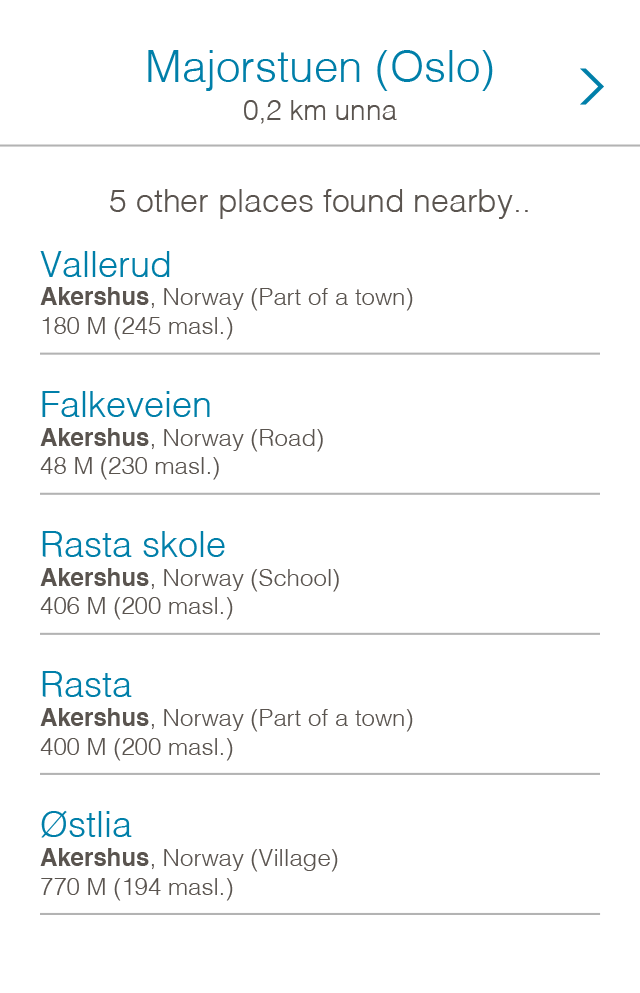 Majorstuen (Oslo)
0,2 km unna
5 other places found nearby..
Vallerud
Akershus, Norway (Part of a town)
180 M (245 masl.)
Falkeveien
Akershus, Norway (Road)
48 M (230 masl.)
Rasta skole
Akershus, Norway (School)
406 M (200 masl.)
Rasta
Akershus, Norway (Part of a town)
400 M (200 masl.)
Østlia
Akershus, Norway (Village)
770 M (194 masl.)